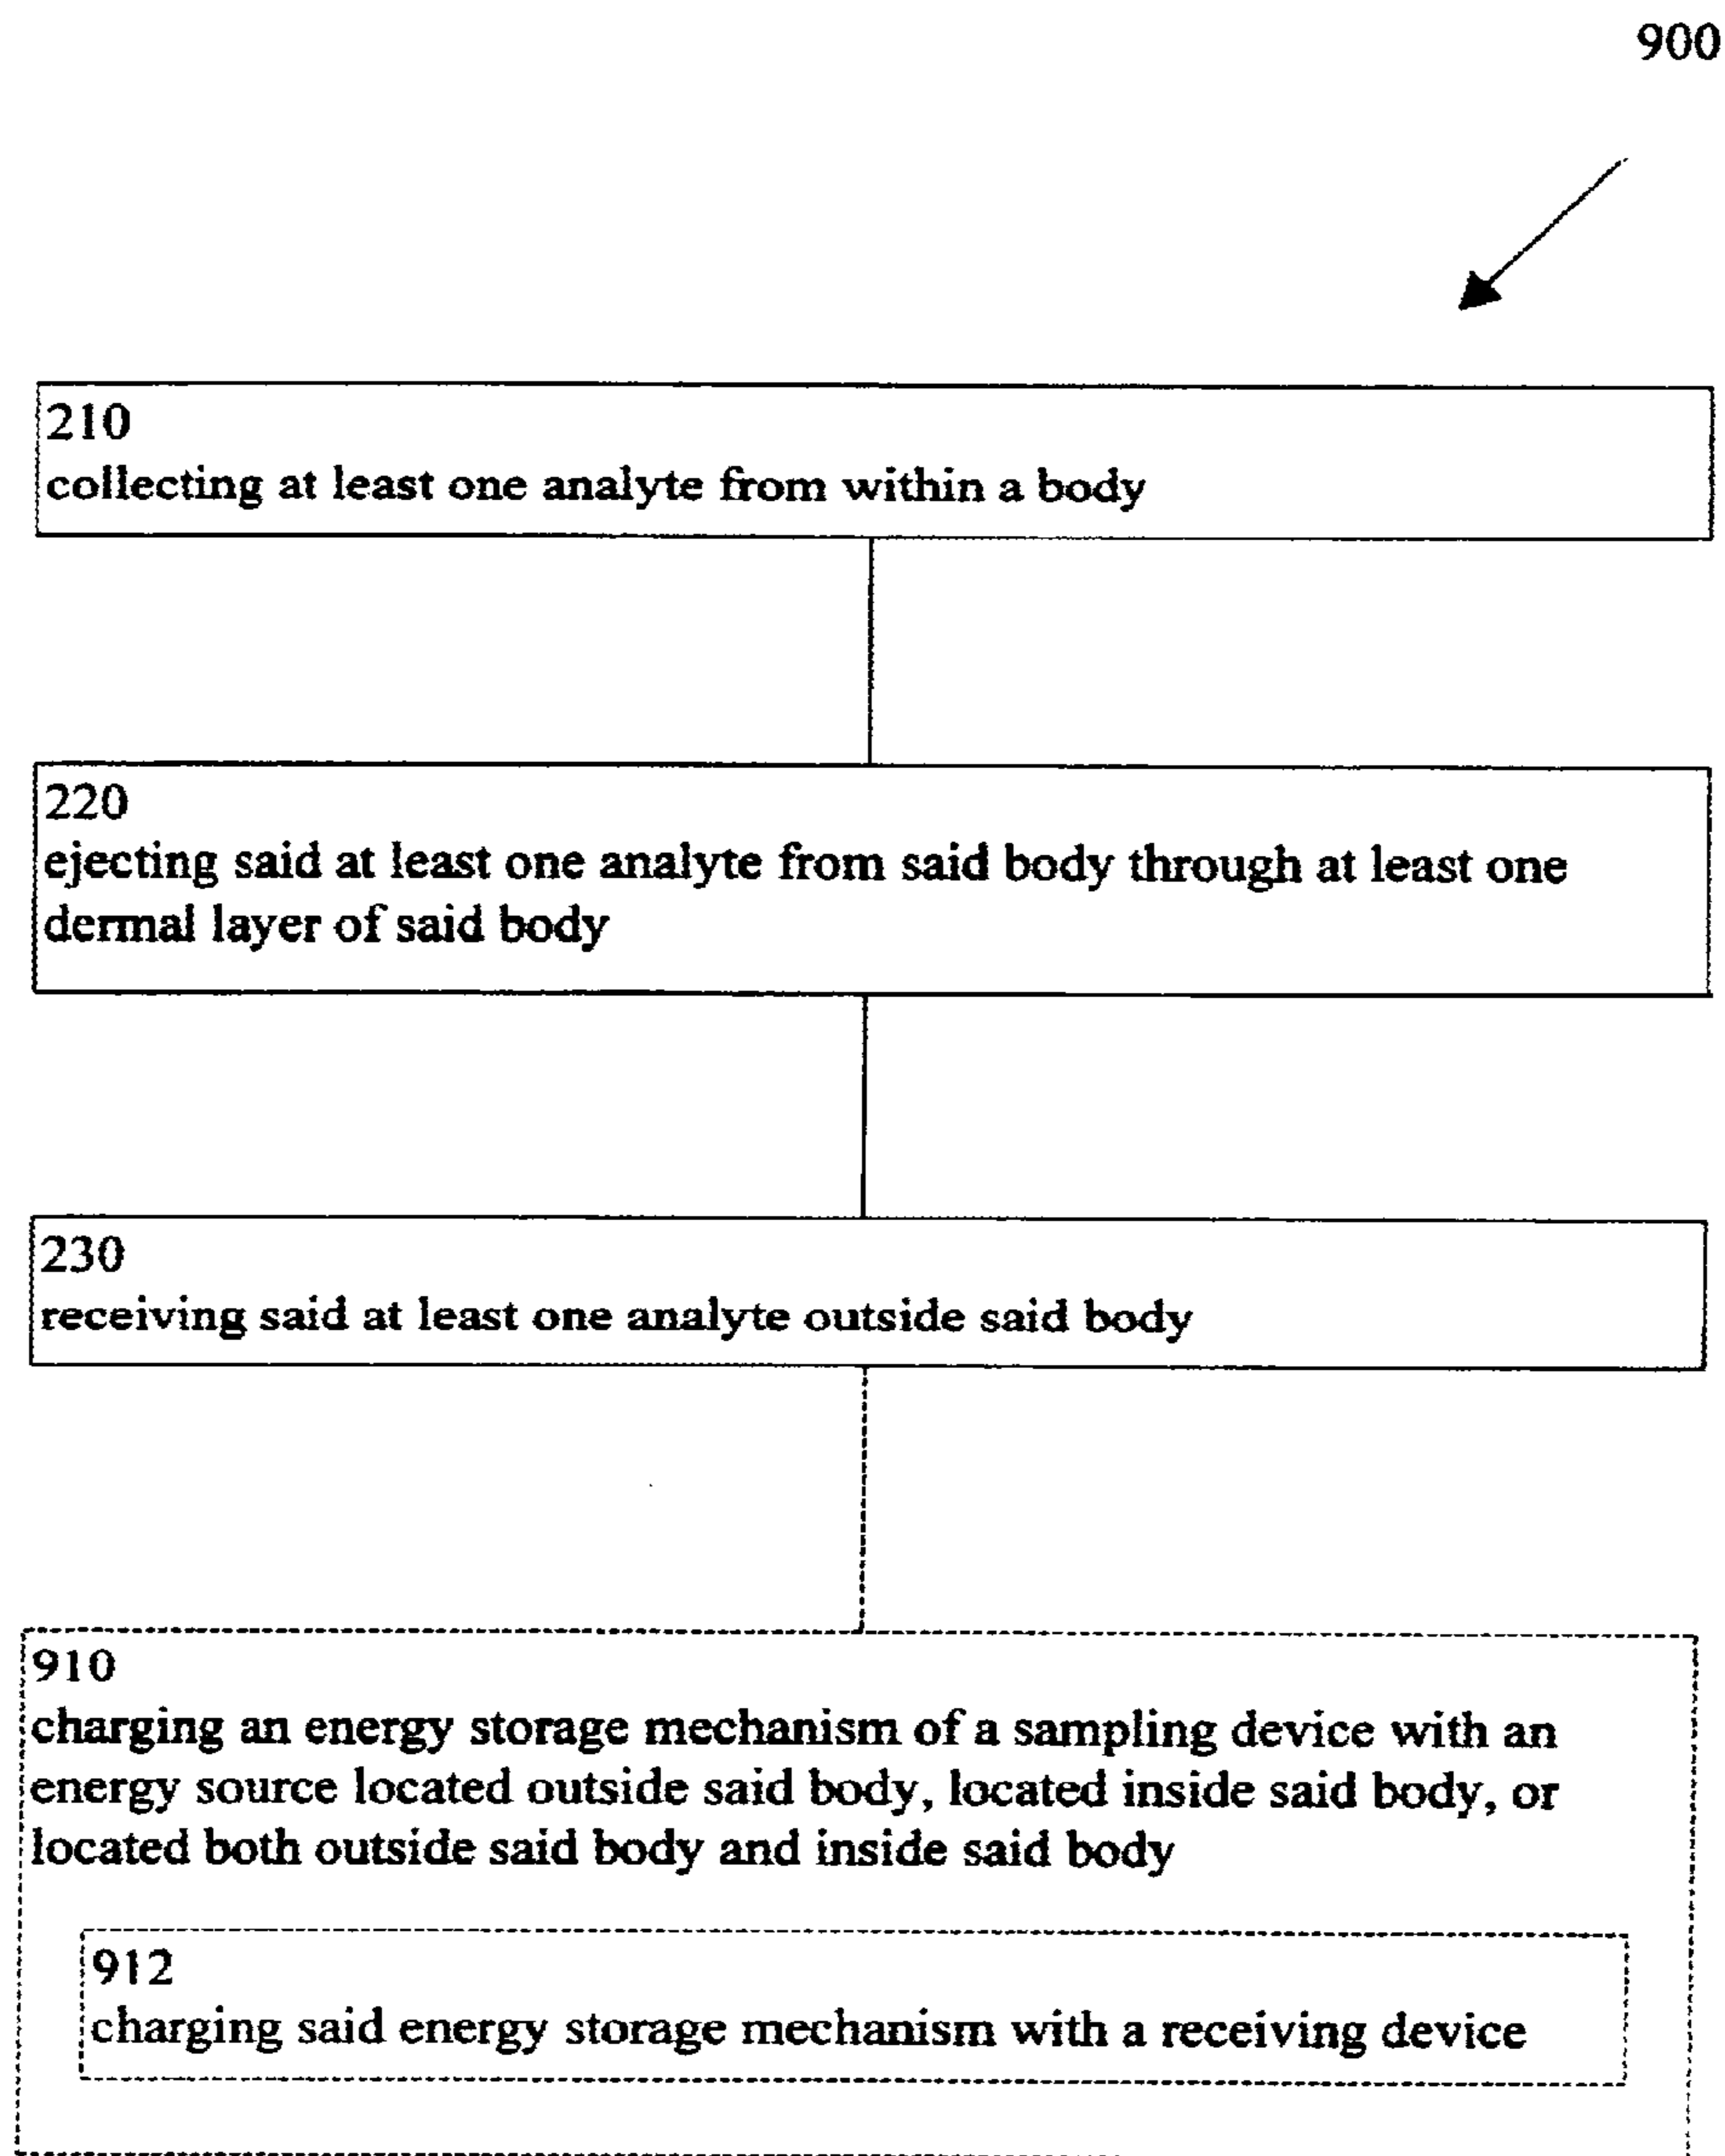 900
210
collecting at least one analyte from within a body
220
ejecting said at least one analyte from said body through at least one
dermal layer of said body
230
receiving said at least one analyte outside said body
910
charging an energy storage mechanism of a sampling device with an
energy source located outside said body, located inside said body, or
located both outside said body and inside said body
912
charging said energy storage mechanism with a receiving device